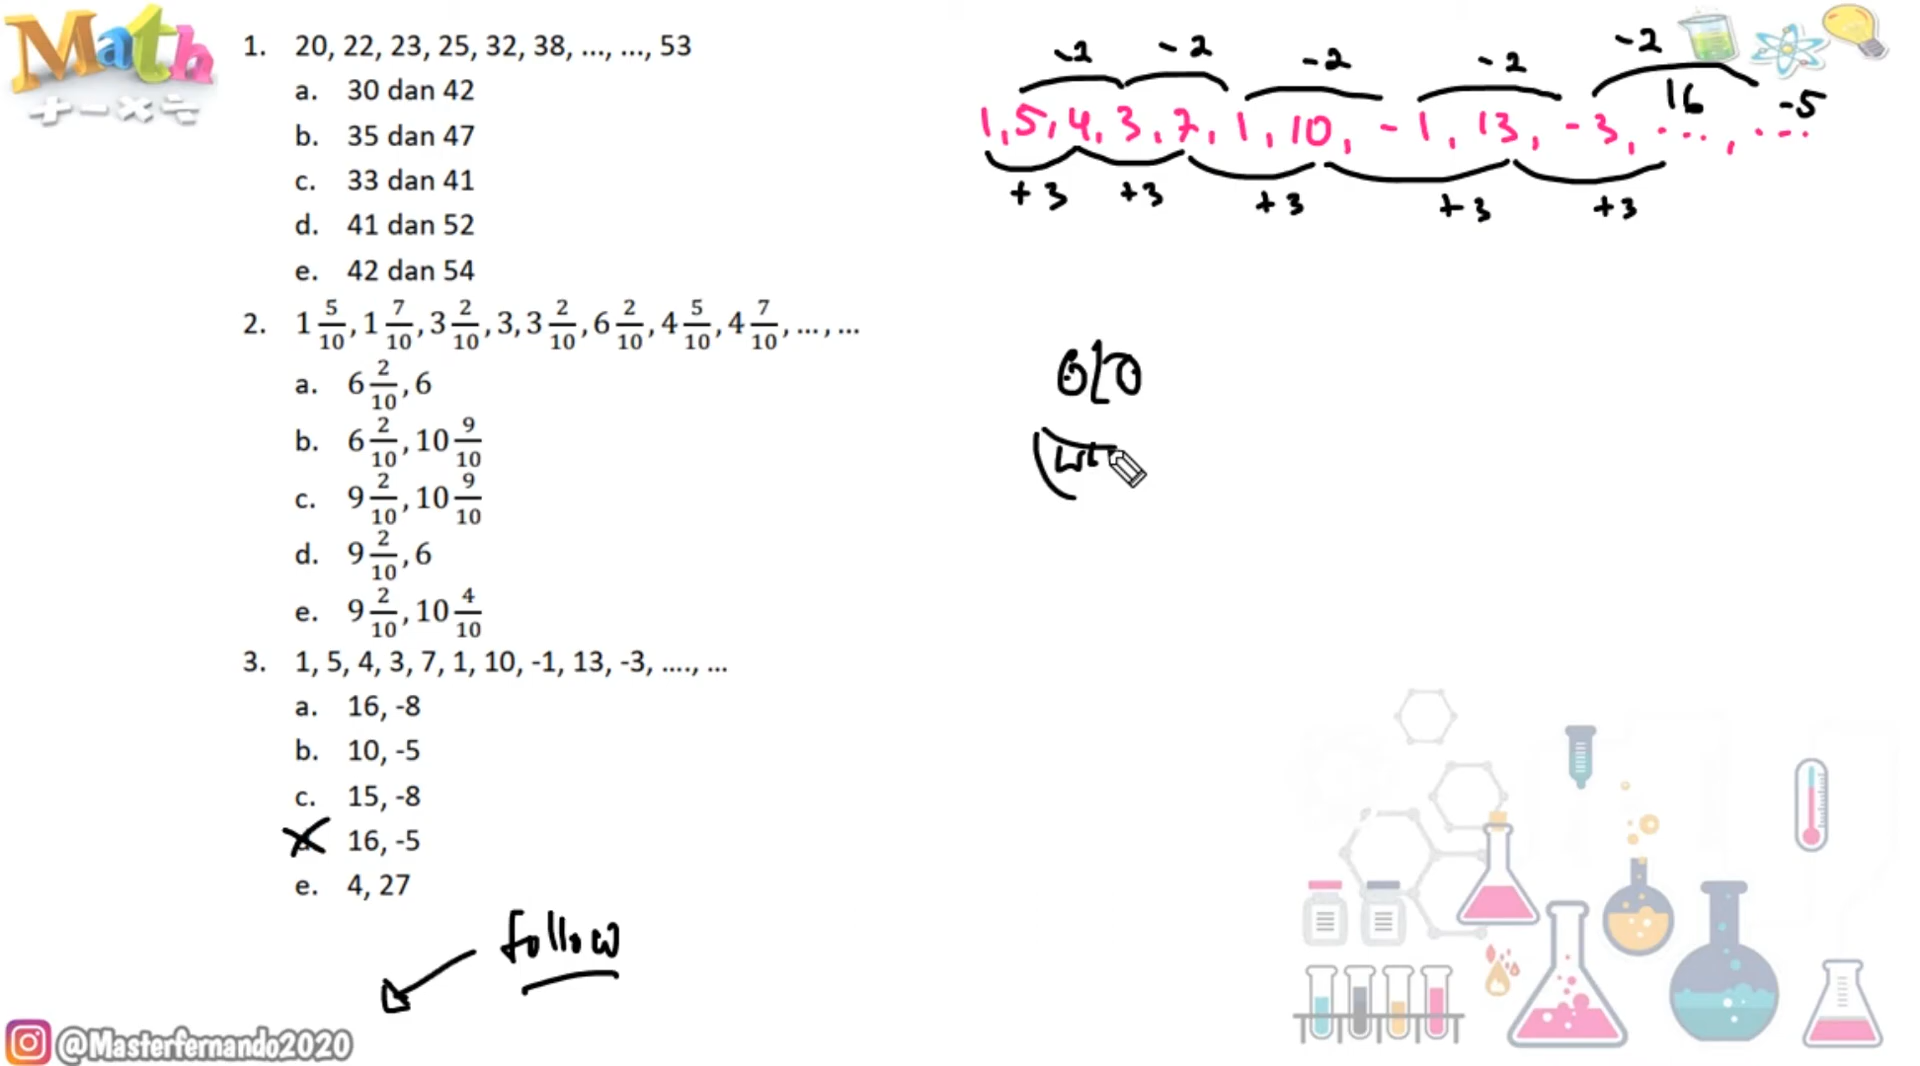 Math
+ − × ÷
1. 20, 22, 23, 25, 32, 38, ..., ..., 53
a. 30 dan 42
b. 35 dan 47
c. 33 dan 41
d. 41 dan 52
e. 42 dan 54
2. 1 5/10, 1 7/10, 3 2/10, 3, 3 2/10, 6 2/10, 4 5/10, 4 7/10, ..., ...
a. 6 2/10, 6
b. 6 2/10, 10 9/10
c. 9 2/10, 10 9/10
d. 9 2/10, 6
e. 9 2/10, 10 4/10
3. 1, 5, 4, 3, 7, 1, 10, -1, 13, -3, ...., ...
a. 16, -8
b. 10, -5
c. 15, -8
16, -5
e. 4, 27
follow
@Masterfernando2020
-2 -2 -2 -2 -2
16 -5
1, 5, 4, 3, 7, 1, 10, -1, 13, -3, ..., ...
+3 +3 +3 +3 +3